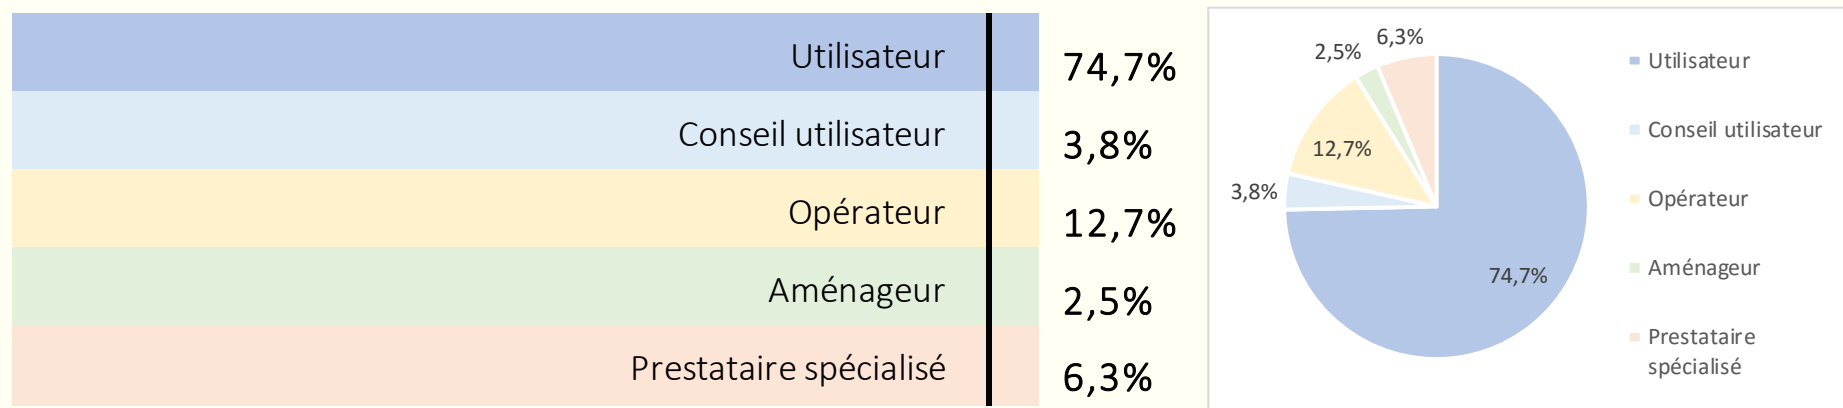 Utilisateur 74,7%
Conseil utilisateur 3,8%
Opérateur 12,7%
Aménageur 2,5%
Prestataire spécialisé 6,3%
6,3%
2,5%
12,7%
3,8%
74,7%
Utilisateur
Conseil utilisateur
Opérateur
Aménageur
Prestataire
spécialisé